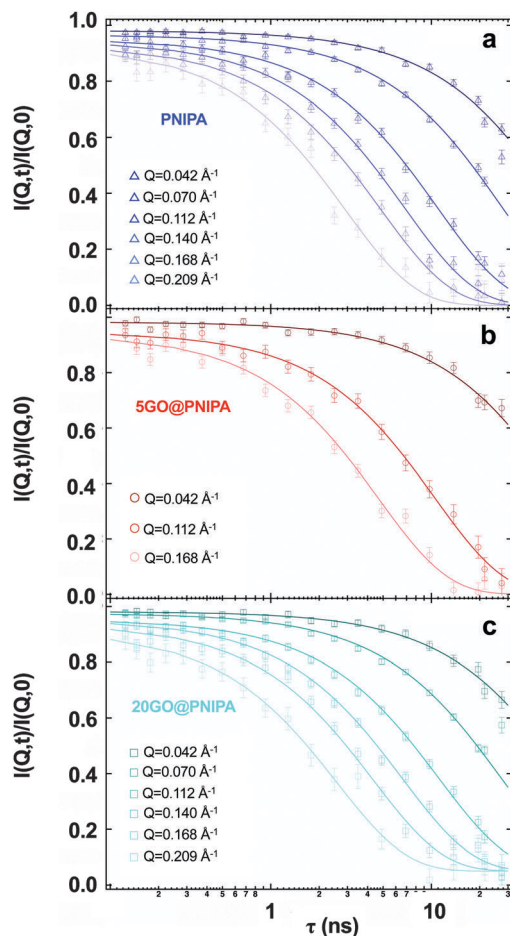 1.0
a
0.8
I(Q,t)/I(Q,0)
0.6
PNIPA
Q=0.042 Å-1
0.4
Q=0.070 Å-1
Q=0.112 Å-1
Q=0.140 Å-1
0.2
Q=0.168 Å-1
Q=0.209 Å-1
0.0
b
0.8
I(Q,t)/I(Q,0)
0.6
5GO@PNIPA
0.4
Q=0.042 Å-1
Q=0.112 Å-1
0.2
Q=0.168 Å-1
0.0
c
0.8
I(Q,t)/I(Q,0)
0.6
20GO@PNIPA
Q=0.042 Å-1
0.4
Q=0.070 Å-1
Q=0.112 Å-1
0.2
Q=0.140 Å-1
Q=0.168 Å-1
Q=0.209 Å-1
0.0
2 3 4 5 6 7 8 1 2 3 4 5 6 7 8 10 2 3
τ (ns)